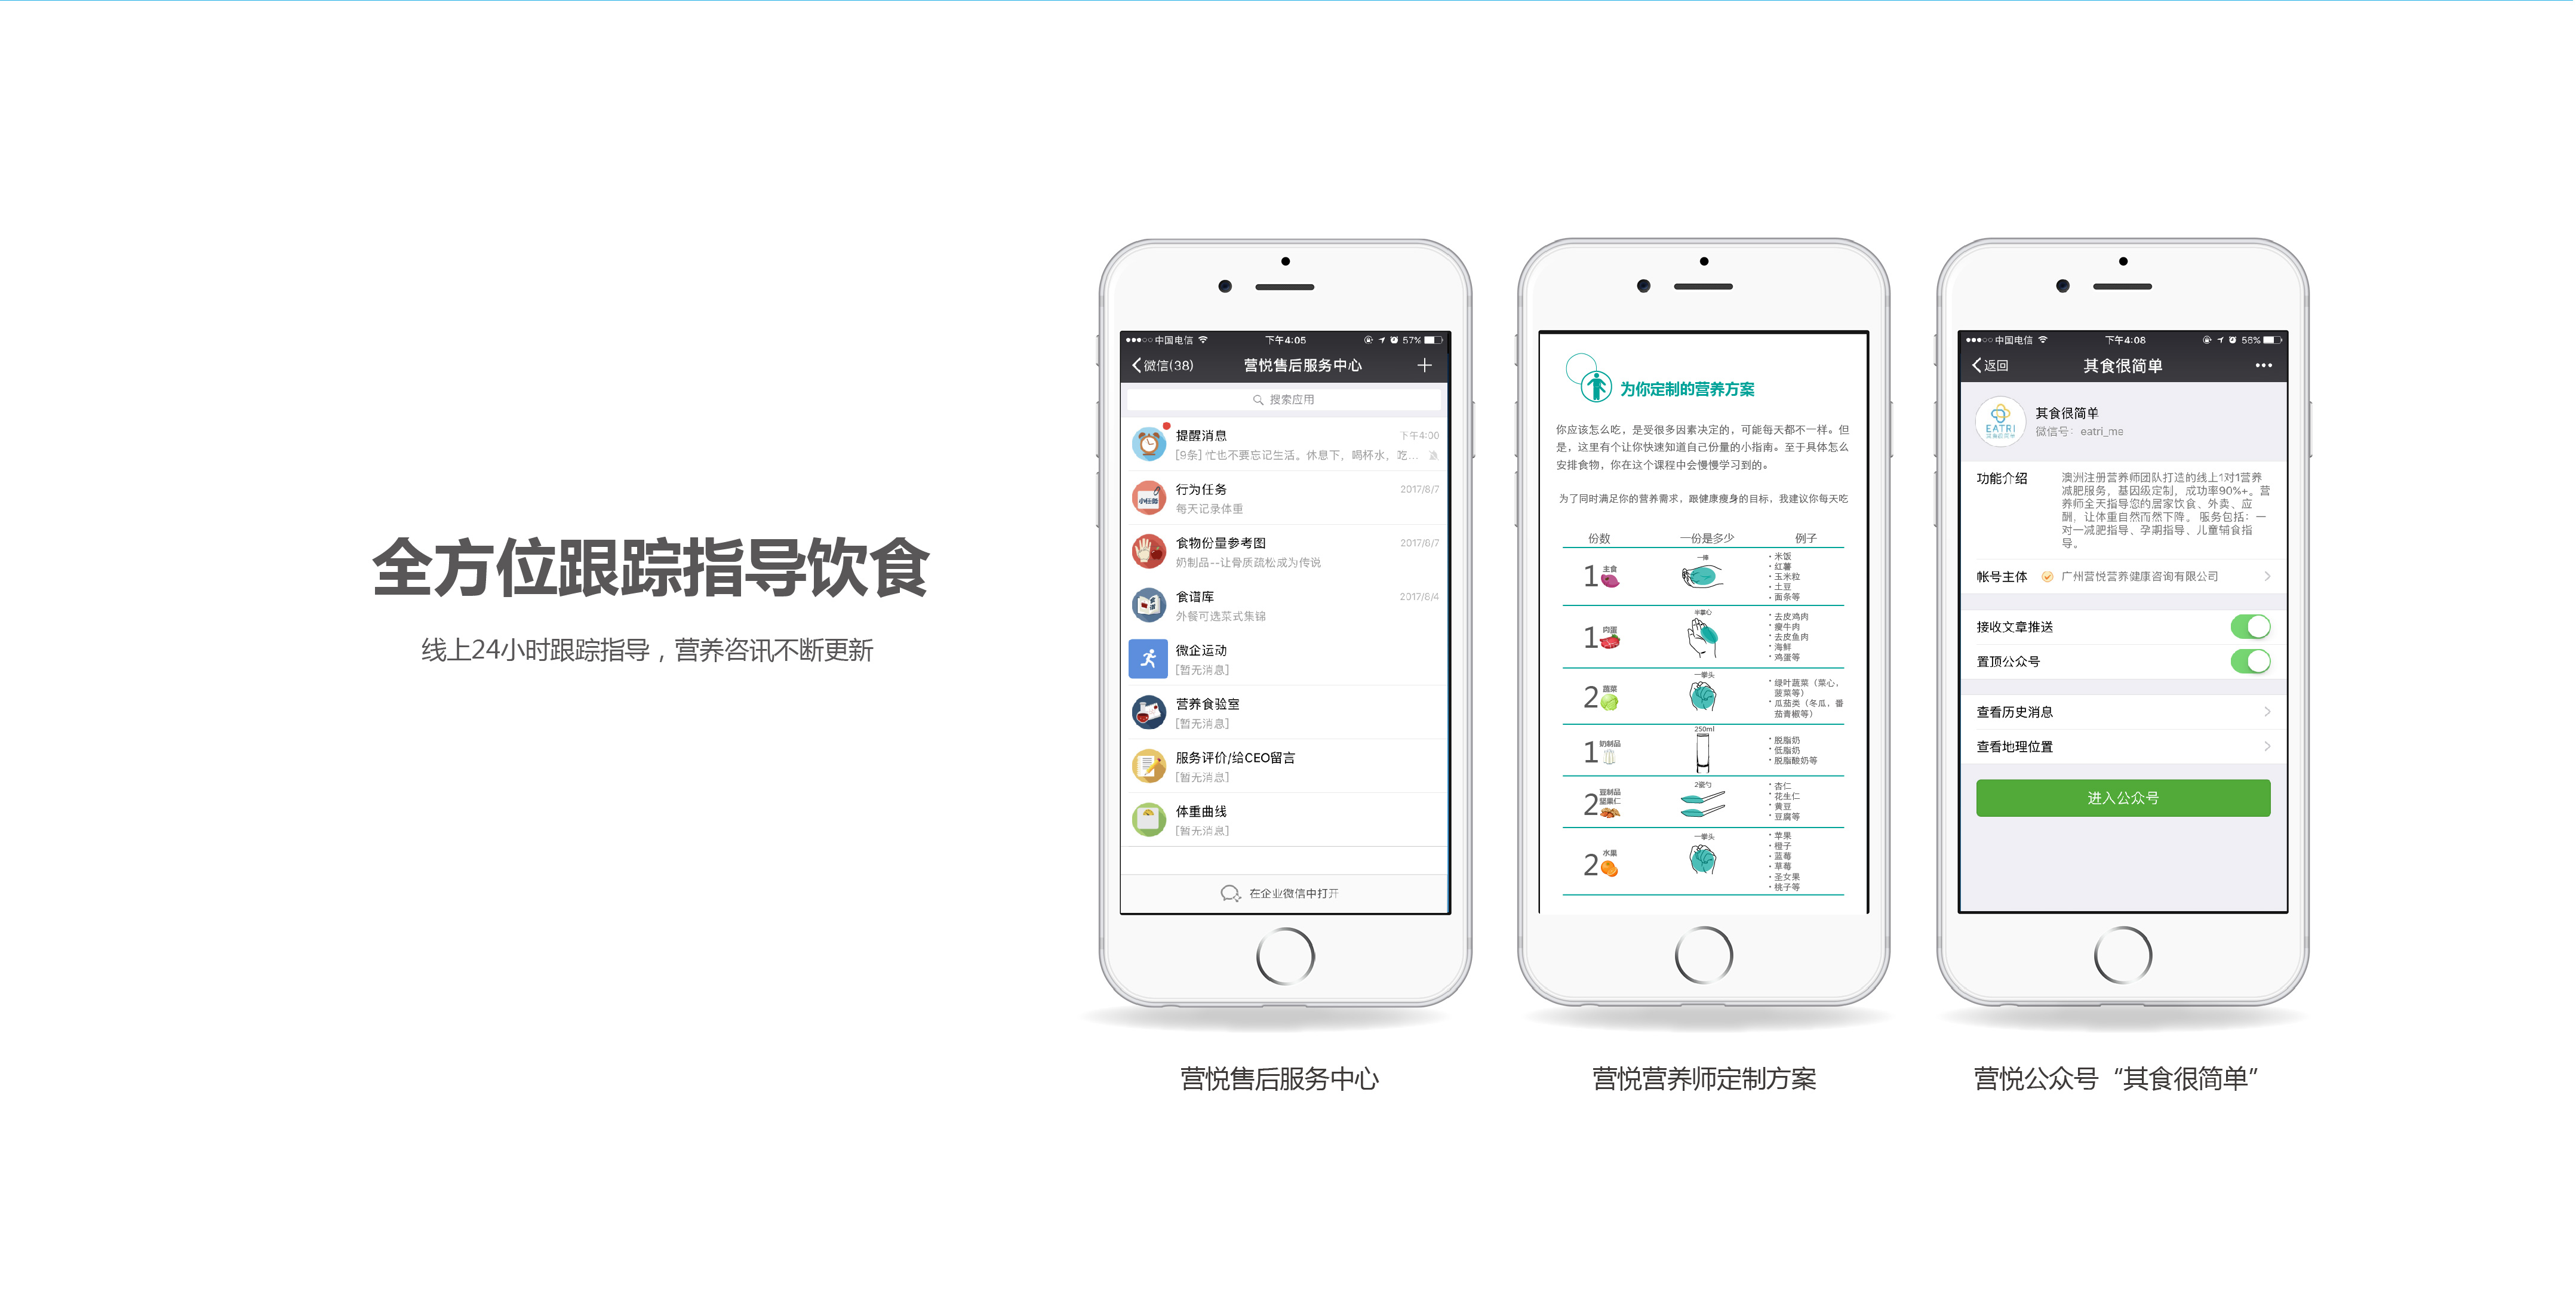 全方位跟踪指导饮食
线上24小时跟踪指导，营养咨讯不断更新
中国电信 下午4:05 57%
微信(38) 营悦售后服务中心
搜索应用
提醒消息 下午4:00
[9条] 忙也不要忘记生活。休息下，喝杯水，吃...
小任务
行为任务 2017/8/7
每天记录体重
食物份量参考图 2017/8/7
奶制品--让骨质疏松成为传说
食谱库 2017/8/4
外餐可选菜式集锦
微企运动
[暂无消息]
营养食验室
[暂无消息]
服务评价/给CEO留言
[暂无消息]
体重曲线
[暂无消息]
在企业微信中打开
营悦售后服务中心
为你定制的营养方案
你应该怎么吃，是受很多因素决定的，可能每天都不一样。但
是，这里有个让你快速知道自己份量的小指南。至于具体怎么
安排食物，你在这个课程中会慢慢学习到的。
为了同时满足你的营养需求，跟健康瘦身的目标，我建议你每天吃
份数 一份是多少 例子
1 主食
一捧
• 米饭
• 红薯
• 玉米粒
• 土豆
• 面条等
1 肉蛋
半掌心
• 去皮鸡肉
• 瘦牛肉
• 去皮鱼肉
• 海鲜
• 鸡蛋等
2 蔬菜
一拳头
• 绿叶蔬菜（菜心、
菠菜等）
• 瓜茄类（冬瓜，番
茄青椒等）
1 奶制品
250ml
• 脱脂奶
• 低脂奶
• 脱脂酸奶等
2 豆制品
坚果仁
2瓷勺
• 杏仁
• 花生仁
• 黄豆
• 豆腐等
2 水果
一拳头
• 苹果
• 橙子
• 蓝莓
• 草莓
• 圣女果
• 桃子等
营悦营养师定制方案
中国电信 下午4:08 56%
返回 其食很简单
EATRI
其食很简单
微信号：eatri_me
功能介绍
澳洲注册营养师团队打造的线上1对1营养
减肥服务，基因级定制，成功率90%+。营
养师全天指导您的居家饮食、外卖、应
酬，让体重自然而然下降。 服务包括：一
对一减肥指导、孕期指导、儿童辅食指
导。
帐号主体 广州营悦营养健康咨询有限公司
接收文章推送
置顶公众号
查看历史消息
查看地理位置
进入公众号
营悦公众号“其食很简单”